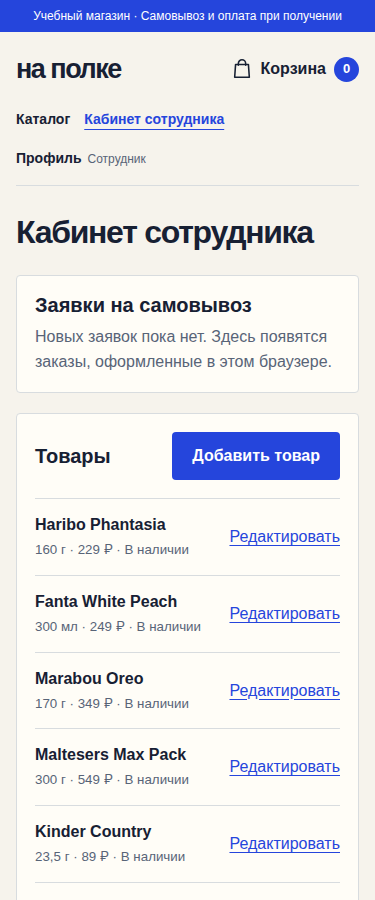 Учебный магазин · Самовывоз и оплата при получении
на полке
Корзина 0
Каталог Кабинет сотрудника
Профиль Сотрудник
Кабинет сотрудника
Заявки на самовывоз
Новых заявок пока нет. Здесь появятся
заказы, оформленные в этом браузере.
Товары
Добавить товар
Haribo Phantasia
160 г · 229 ₽ · В наличии
Редактировать
Fanta White Peach
300 мл · 249 ₽ · В наличии
Редактировать
Marabou Oreo
170 г · 349 ₽ · В наличии
Редактировать
Maltesers Max Pack
300 г · 549 ₽ · В наличии
Редактировать
Kinder Country
23,5 г · 89 ₽ · В наличии
Редактировать